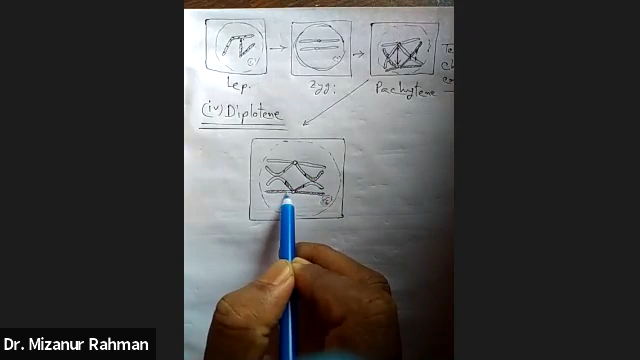 Lep.
Zyg.
Pachytene
(iv) Diplotene
Dr. Mizanur Rahman